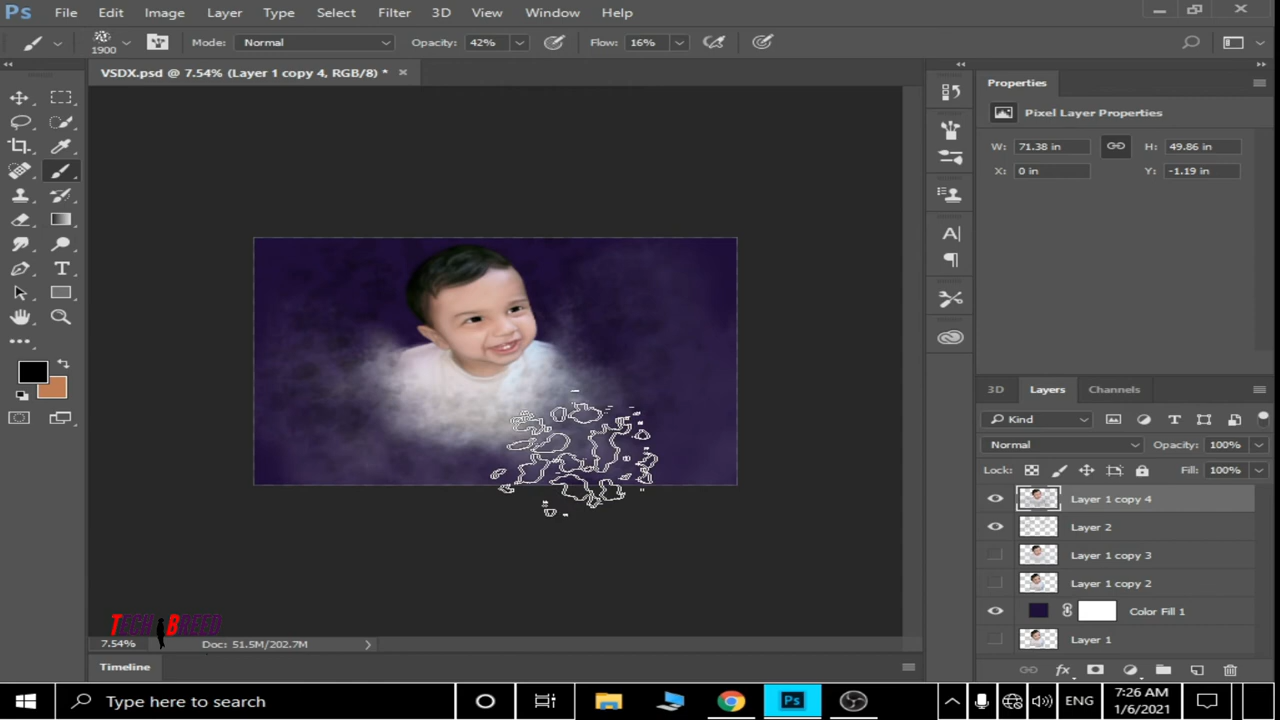 Ps File Edit Image Layer Type Select Filter 3D View Window Help
1900 Mode: Normal Opacity: 42% Flow: 16%
VSDX.psd @ 7.54% (Layer 1 copy 4, RGB/8) * ×
Properties
Pixel Layer Properties
W: 71.38 in H: 49.86 in
X: 0 in Y: -1.19 in
3D Layers Channels
Kind
Normal Opacity: 100%
Lock: Fill: 100%
Layer 1 copy 4
Layer 2
Layer 1 copy 3
Layer 1 copy 2
Color Fill 1
Layer 1
TECH BREED
7.54% Doc: 51.5M/202.7M
Timeline
Type here to search
Ps
ENG
7:26 AM
1/6/2021